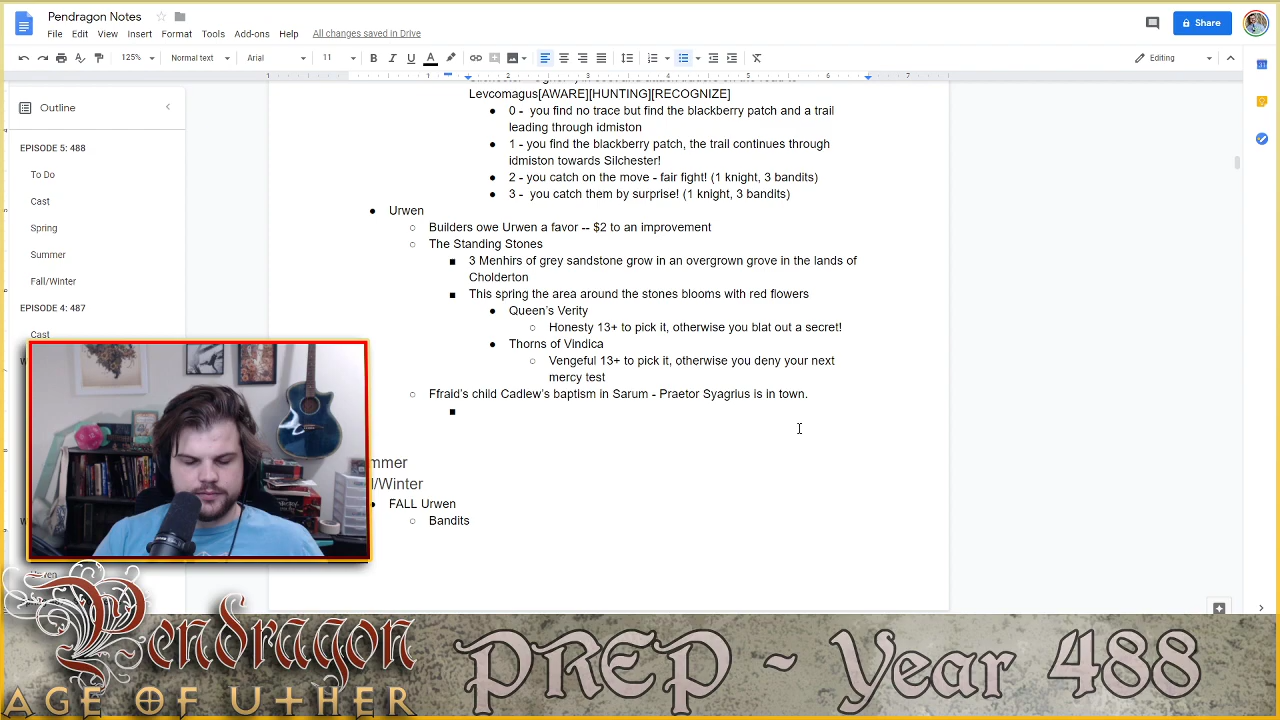 Pendragon Notes
File Edit View Insert Format Tools Add-ons Help All changes saved in Drive
Share
125% Normal text Arial 11 Editing
1 1 2 3 4 5 6 7
Outline
EPISODE 5: 488
To Do
Cast
Spring
Summer
Fall/Winter
EPISODE 4: 487
Cast
Levcomagus[AWARE][HUNTING][RECOGNIZE]
● 0 - you find no trace but find the blackberry patch and a trail
leading through idmiston
● 1 - you find the blackberry patch, the trail continues through
idmiston towards Silchester!
● 2 - you catch on the move - fair fight! (1 knight, 3 bandits)
● 3 - you catch them by surprise! (1 knight, 3 bandits)
● Urwen
○ Builders owe Urwen a favor -- $2 to an improvement
○ The Standing Stones
■ 3 Menhirs of grey sandstone grow in an overgrown grove in the lands of
Cholderton
■ This spring the area around the stones blooms with red flowers
● Queen's Verity
○ Honesty 13+ to pick it, otherwise you blat out a secret!
● Thorns of Vindica
○ Vengeful 13+ to pick it, otherwise you deny your next
mercy test
○ Ffraid's child Cadlew's baptism in Sarum - Praetor Syagrius is in town.
■
mmer
l/Winter
● FALL Urwen
○ Bandits
Pendragon
AGE OF UTHER
PREP ~ Year 488